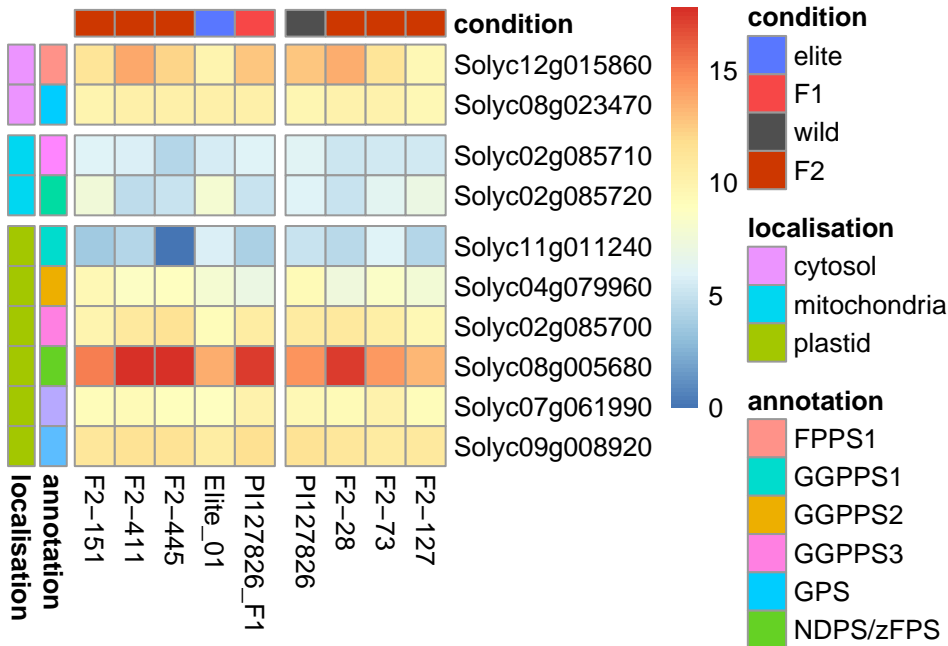 condition
Solyc12g015860
Solyc08g023470
Solyc02g085710
Solyc02g085720
Solyc11g011240
Solyc04g079960
Solyc02g085700
Solyc08g005680
Solyc07g061990
Solyc09g008920
localisation
annotation
F2−151
F2−411
F2−445
Elite_01
PI127826_F1
PI127826
F2−28
F2−73
F2−127
15
10
5
0
condition
elite
F1
wild
F2
localisation
cytosol
mitochondria
plastid
annotation
FPPS1
GGPPS1
GGPPS2
GGPPS3
GPS
NDPS/zFPS